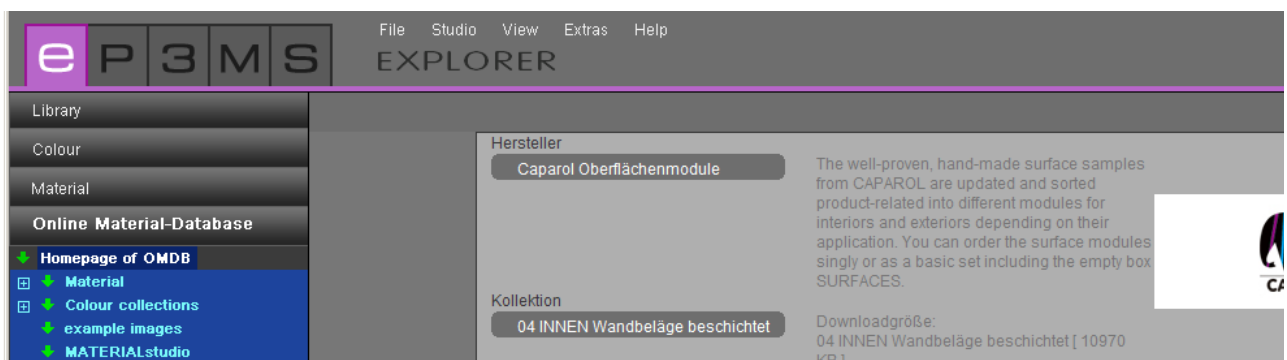 File Studio View Extras Help
eP3MS
EXPLORER
Library
Colour
Material
Online Material-Database
Homepage of OMDB
Material
Colour collections
example images
MATERIALstudio
Hersteller
Caparol Oberflächenmodule
Kollektion
04 INNEN Wandbeläge beschichtet
The well-proven, hand-made surface samples
from CAPAROL are updated and sorted
product-related into different modules for
interiors and exteriors depending on their
application. You can order the surface modules
singly or as a basic set including the empty box
SURFACES.
Downloadgröße:
04 INNEN Wandbeläge beschichtet [ 10970